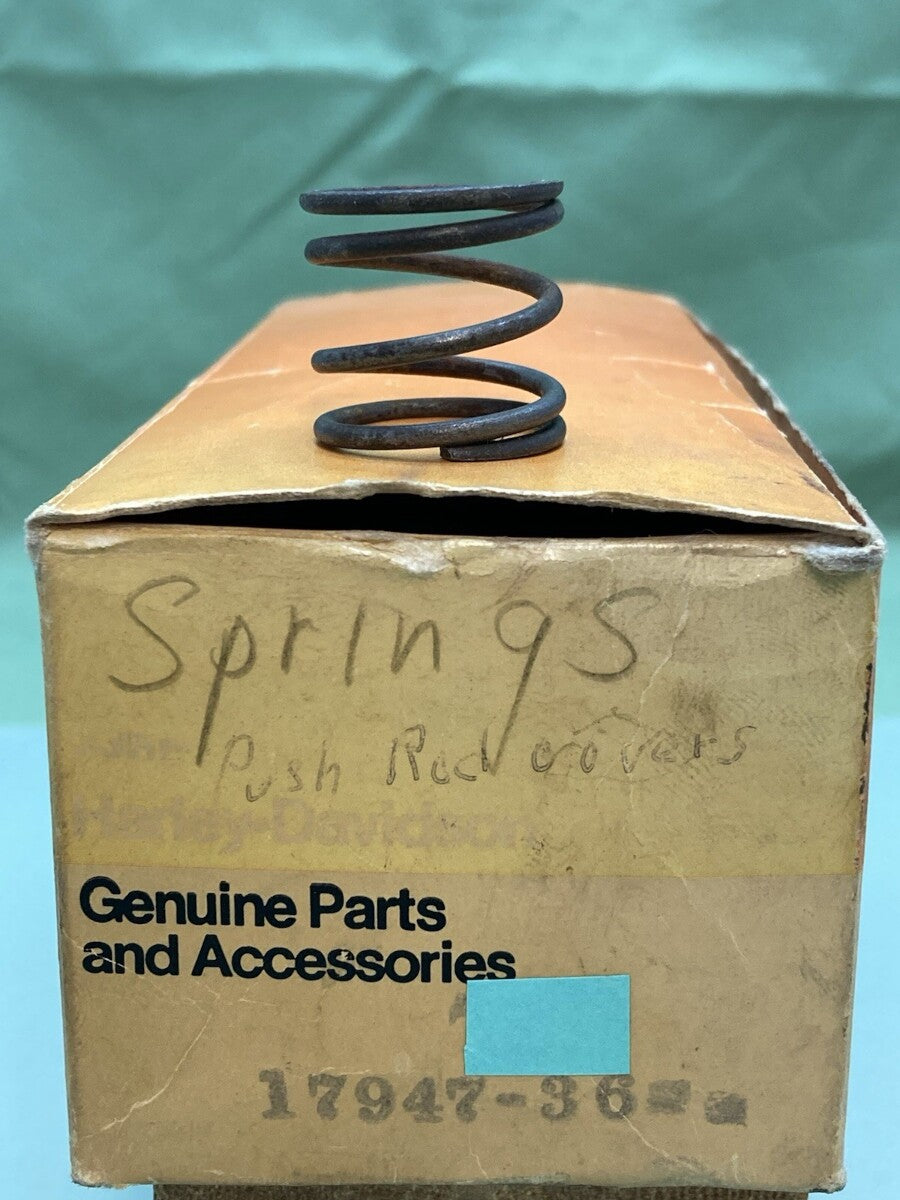 Springs
Push Rod covers
Harley-Davidson
Genuine Parts
and Accessories
17947-36